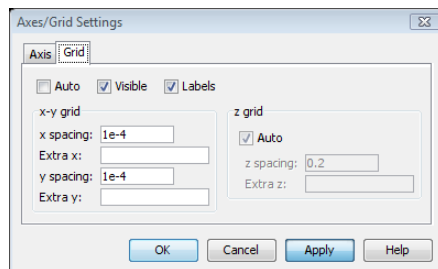 Axes/Grid Settings
Axis Grid
Auto Visible Labels
x-y grid
x spacing: 1e-4
Extra x:
y spacing: 1e-4
Extra y:
z grid
Auto
z spacing: 0.2
Extra z:
OK Cancel Apply Help